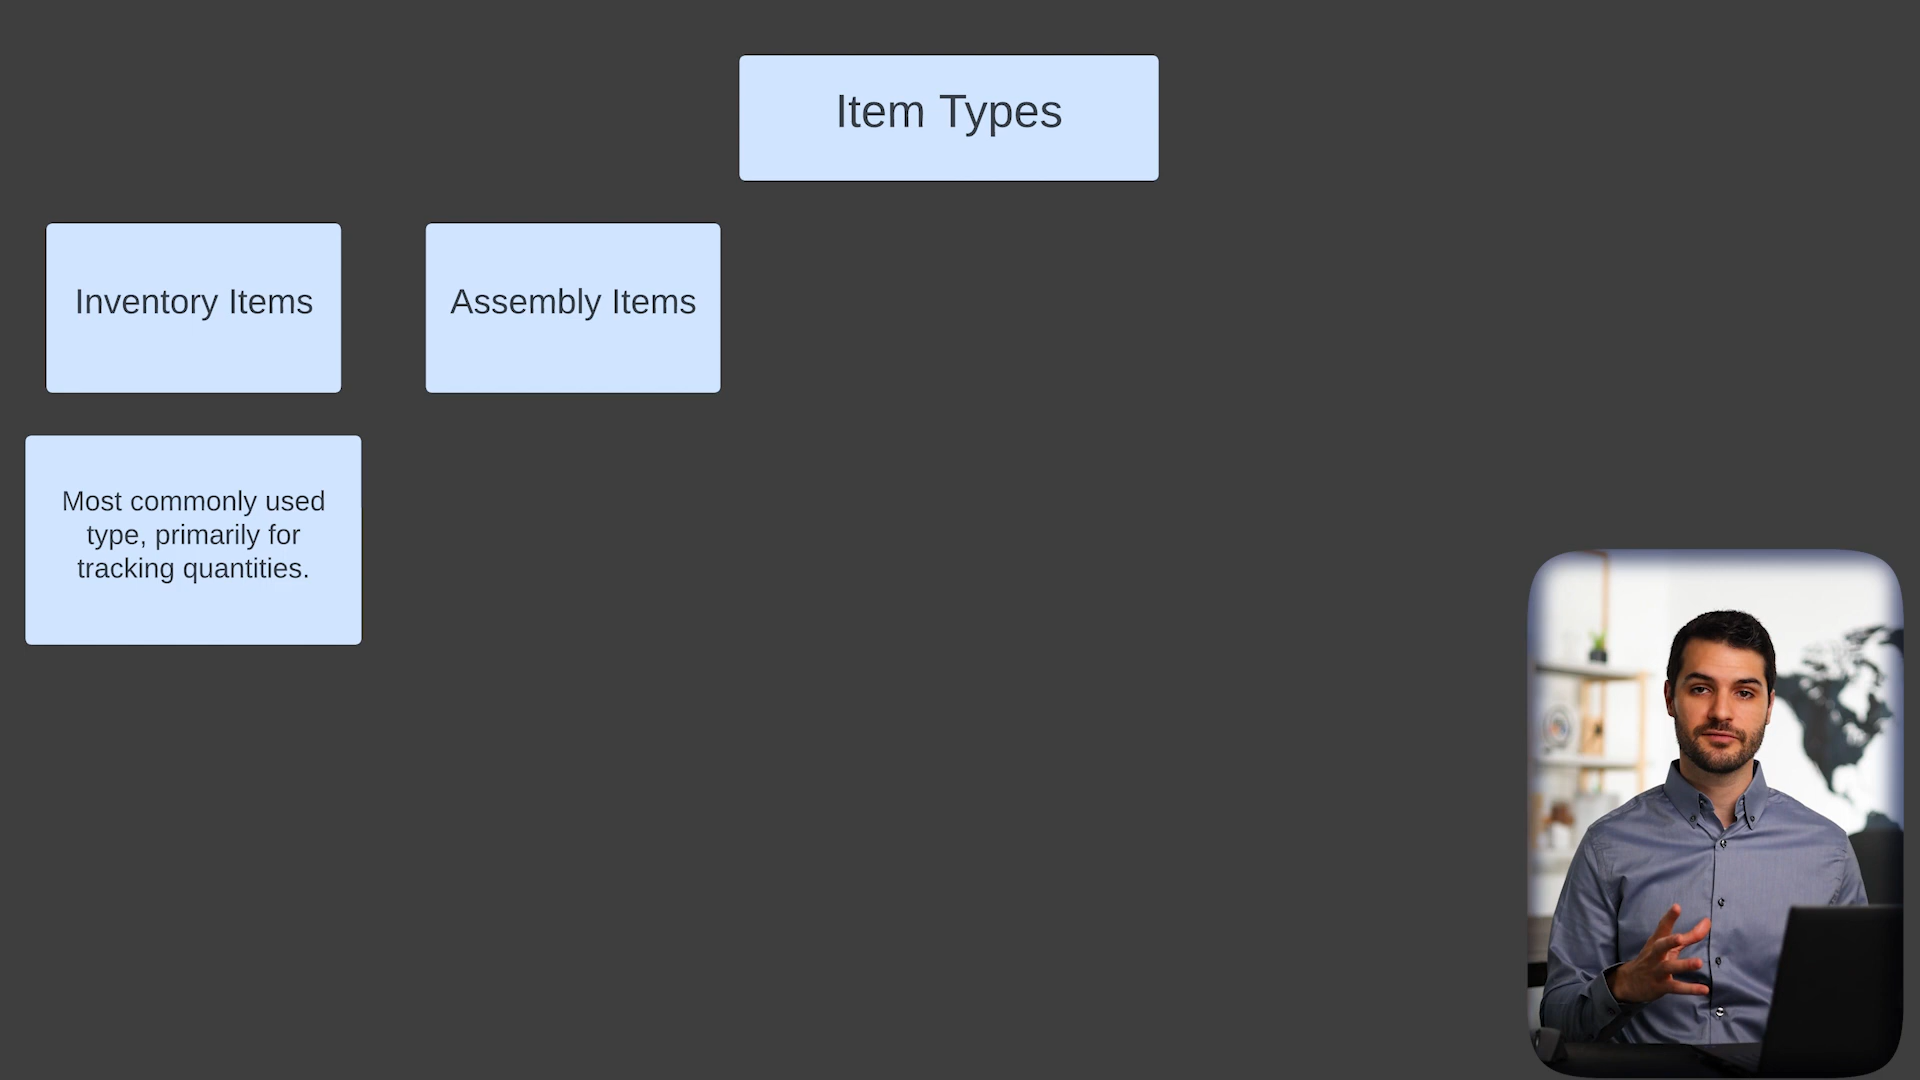 Item Types
Inventory Items
Assembly Items
Most commonly used
type, primarily for
tracking quantities.